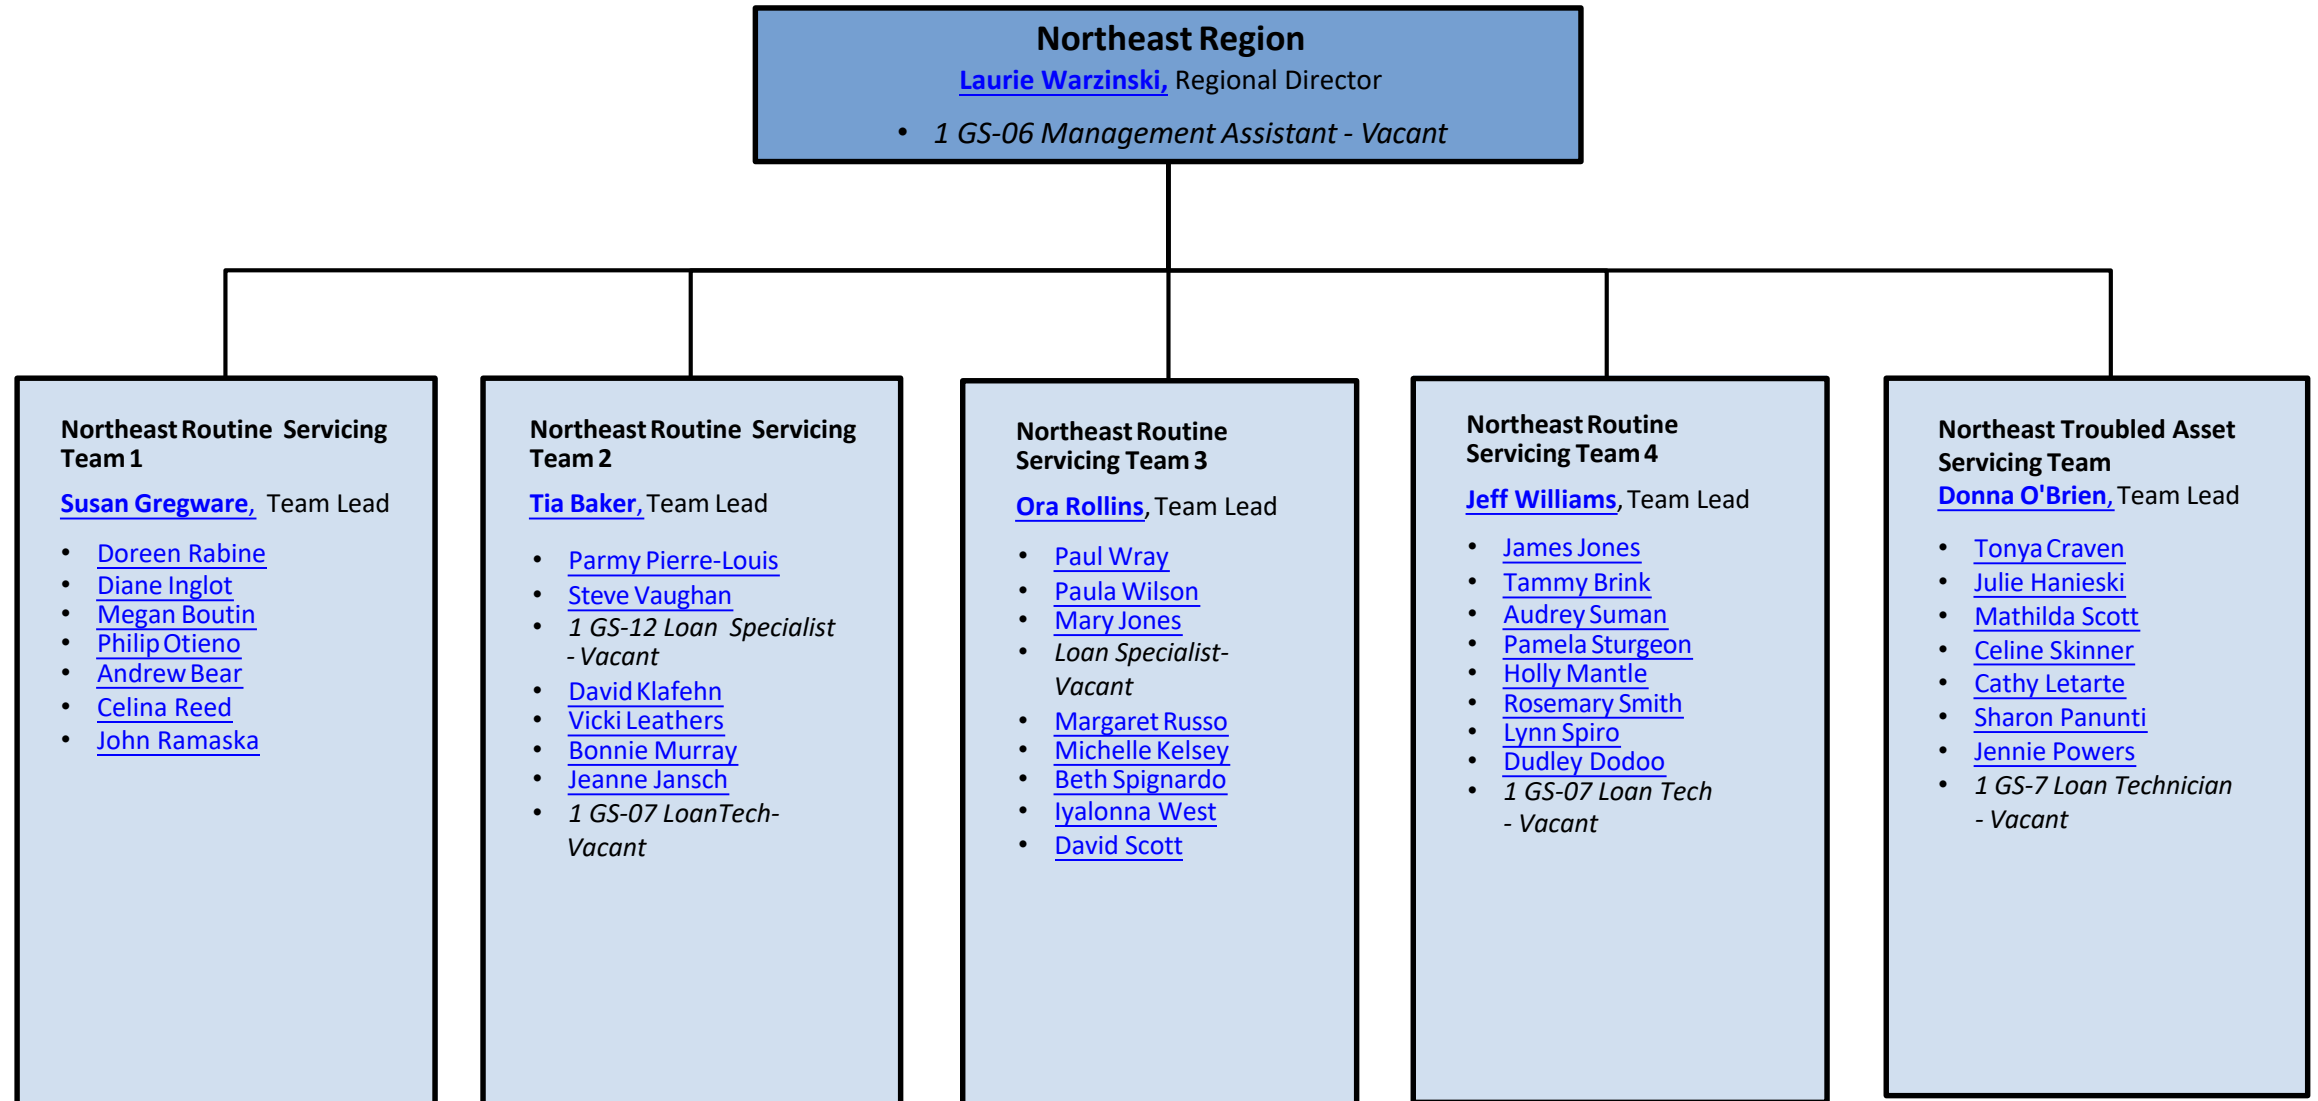 Northeast Region
Laurie Warzinski, Regional Director
• 1 GS-06 Management Assistant - Vacant
Northeast Routine Servicing
Team 1
Susan Gregware, Team Lead
• Doreen Rabine
• Diane Inglot
• Megan Boutin
• Philip Otieno
• Andrew Bear
• Celina Reed
• John Ramaska
Northeast Routine Servicing
Team 2
Tia Baker, Team Lead
• Parmy Pierre-Louis
• Steve Vaughan
• 1 GS-12 Loan Specialist
- Vacant
• David Klafehn
• Vicki Leathers
• Bonnie Murray
• Jeanne Jansch
• 1 GS-07 LoanTech-
Vacant
Northeast Routine
Servicing Team 3
Ora Rollins, Team Lead
• Paul Wray
• Paula Wilson
• Mary Jones
• Loan Specialist-
Vacant
• Margaret Russo
• Michelle Kelsey
• Beth Spignardo
• Iyalonna West
• David Scott
Northeast Routine
Servicing Team 4
Jeff Williams, Team Lead
• James Jones
• Tammy Brink
• Audrey Suman
• Pamela Sturgeon
• Holly Mantle
• Rosemary Smith
• Lynn Spiro
• Dudley Dodoo
• 1 GS-07 Loan Tech
- Vacant
Northeast Troubled Asset
Servicing Team
Donna O'Brien, Team Lead
• Tonya Craven
• Julie Hanieski
• Mathilda Scott
• Celine Skinner
• Cathy Letarte
• Sharon Panunti
• Jennie Powers
• 1 GS-7 Loan Technician
- Vacant